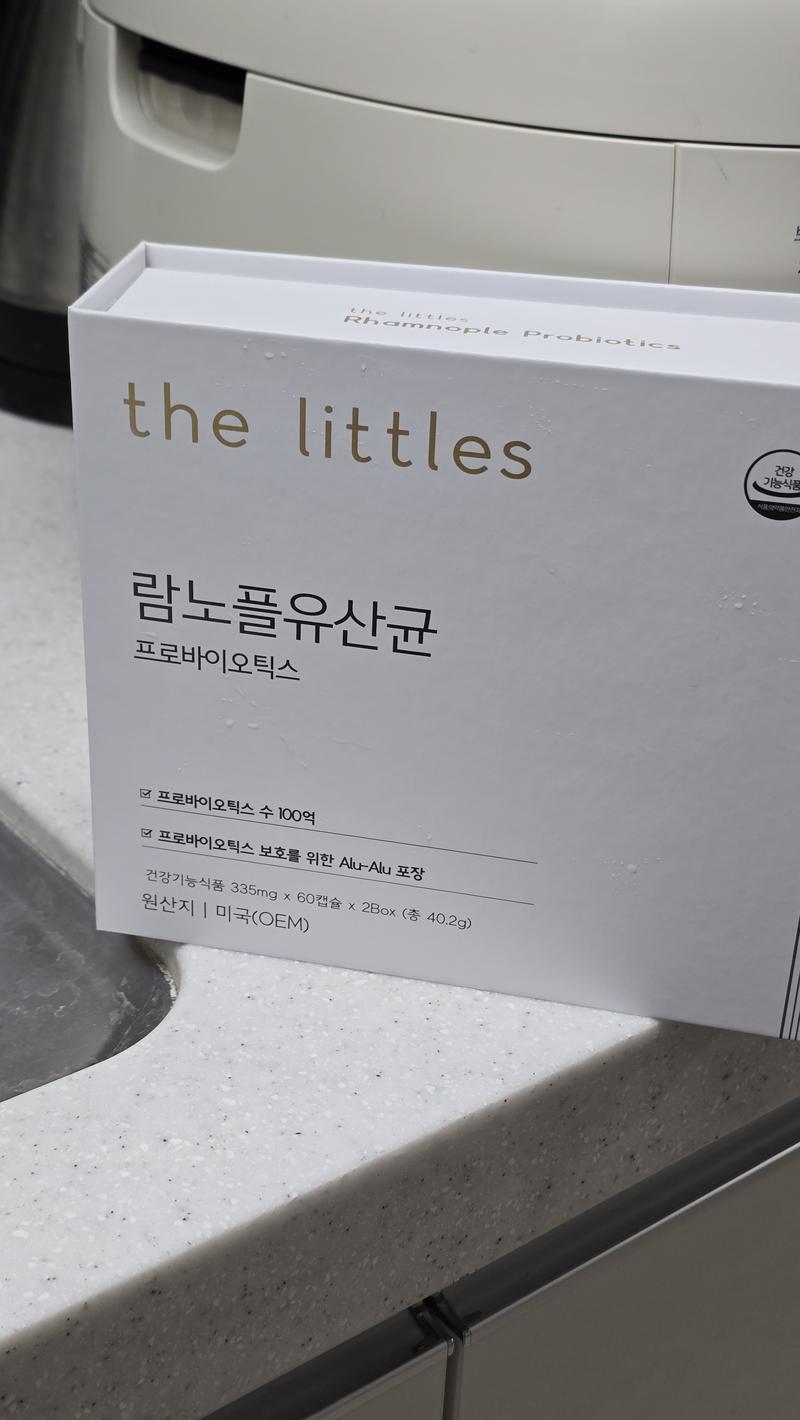 the littles
Rhamnople Probiotics
the littles
건강
기능식품
람노플유산균
프로바이오틱스
프로바이오틱스 수 100억
프로바이오틱스 보호를 위한 Alu-Alu 포장
건강기능식품 335mg x 60캡슐 x 2Box (총 40.2g)
원산지 | 미국(OEM)